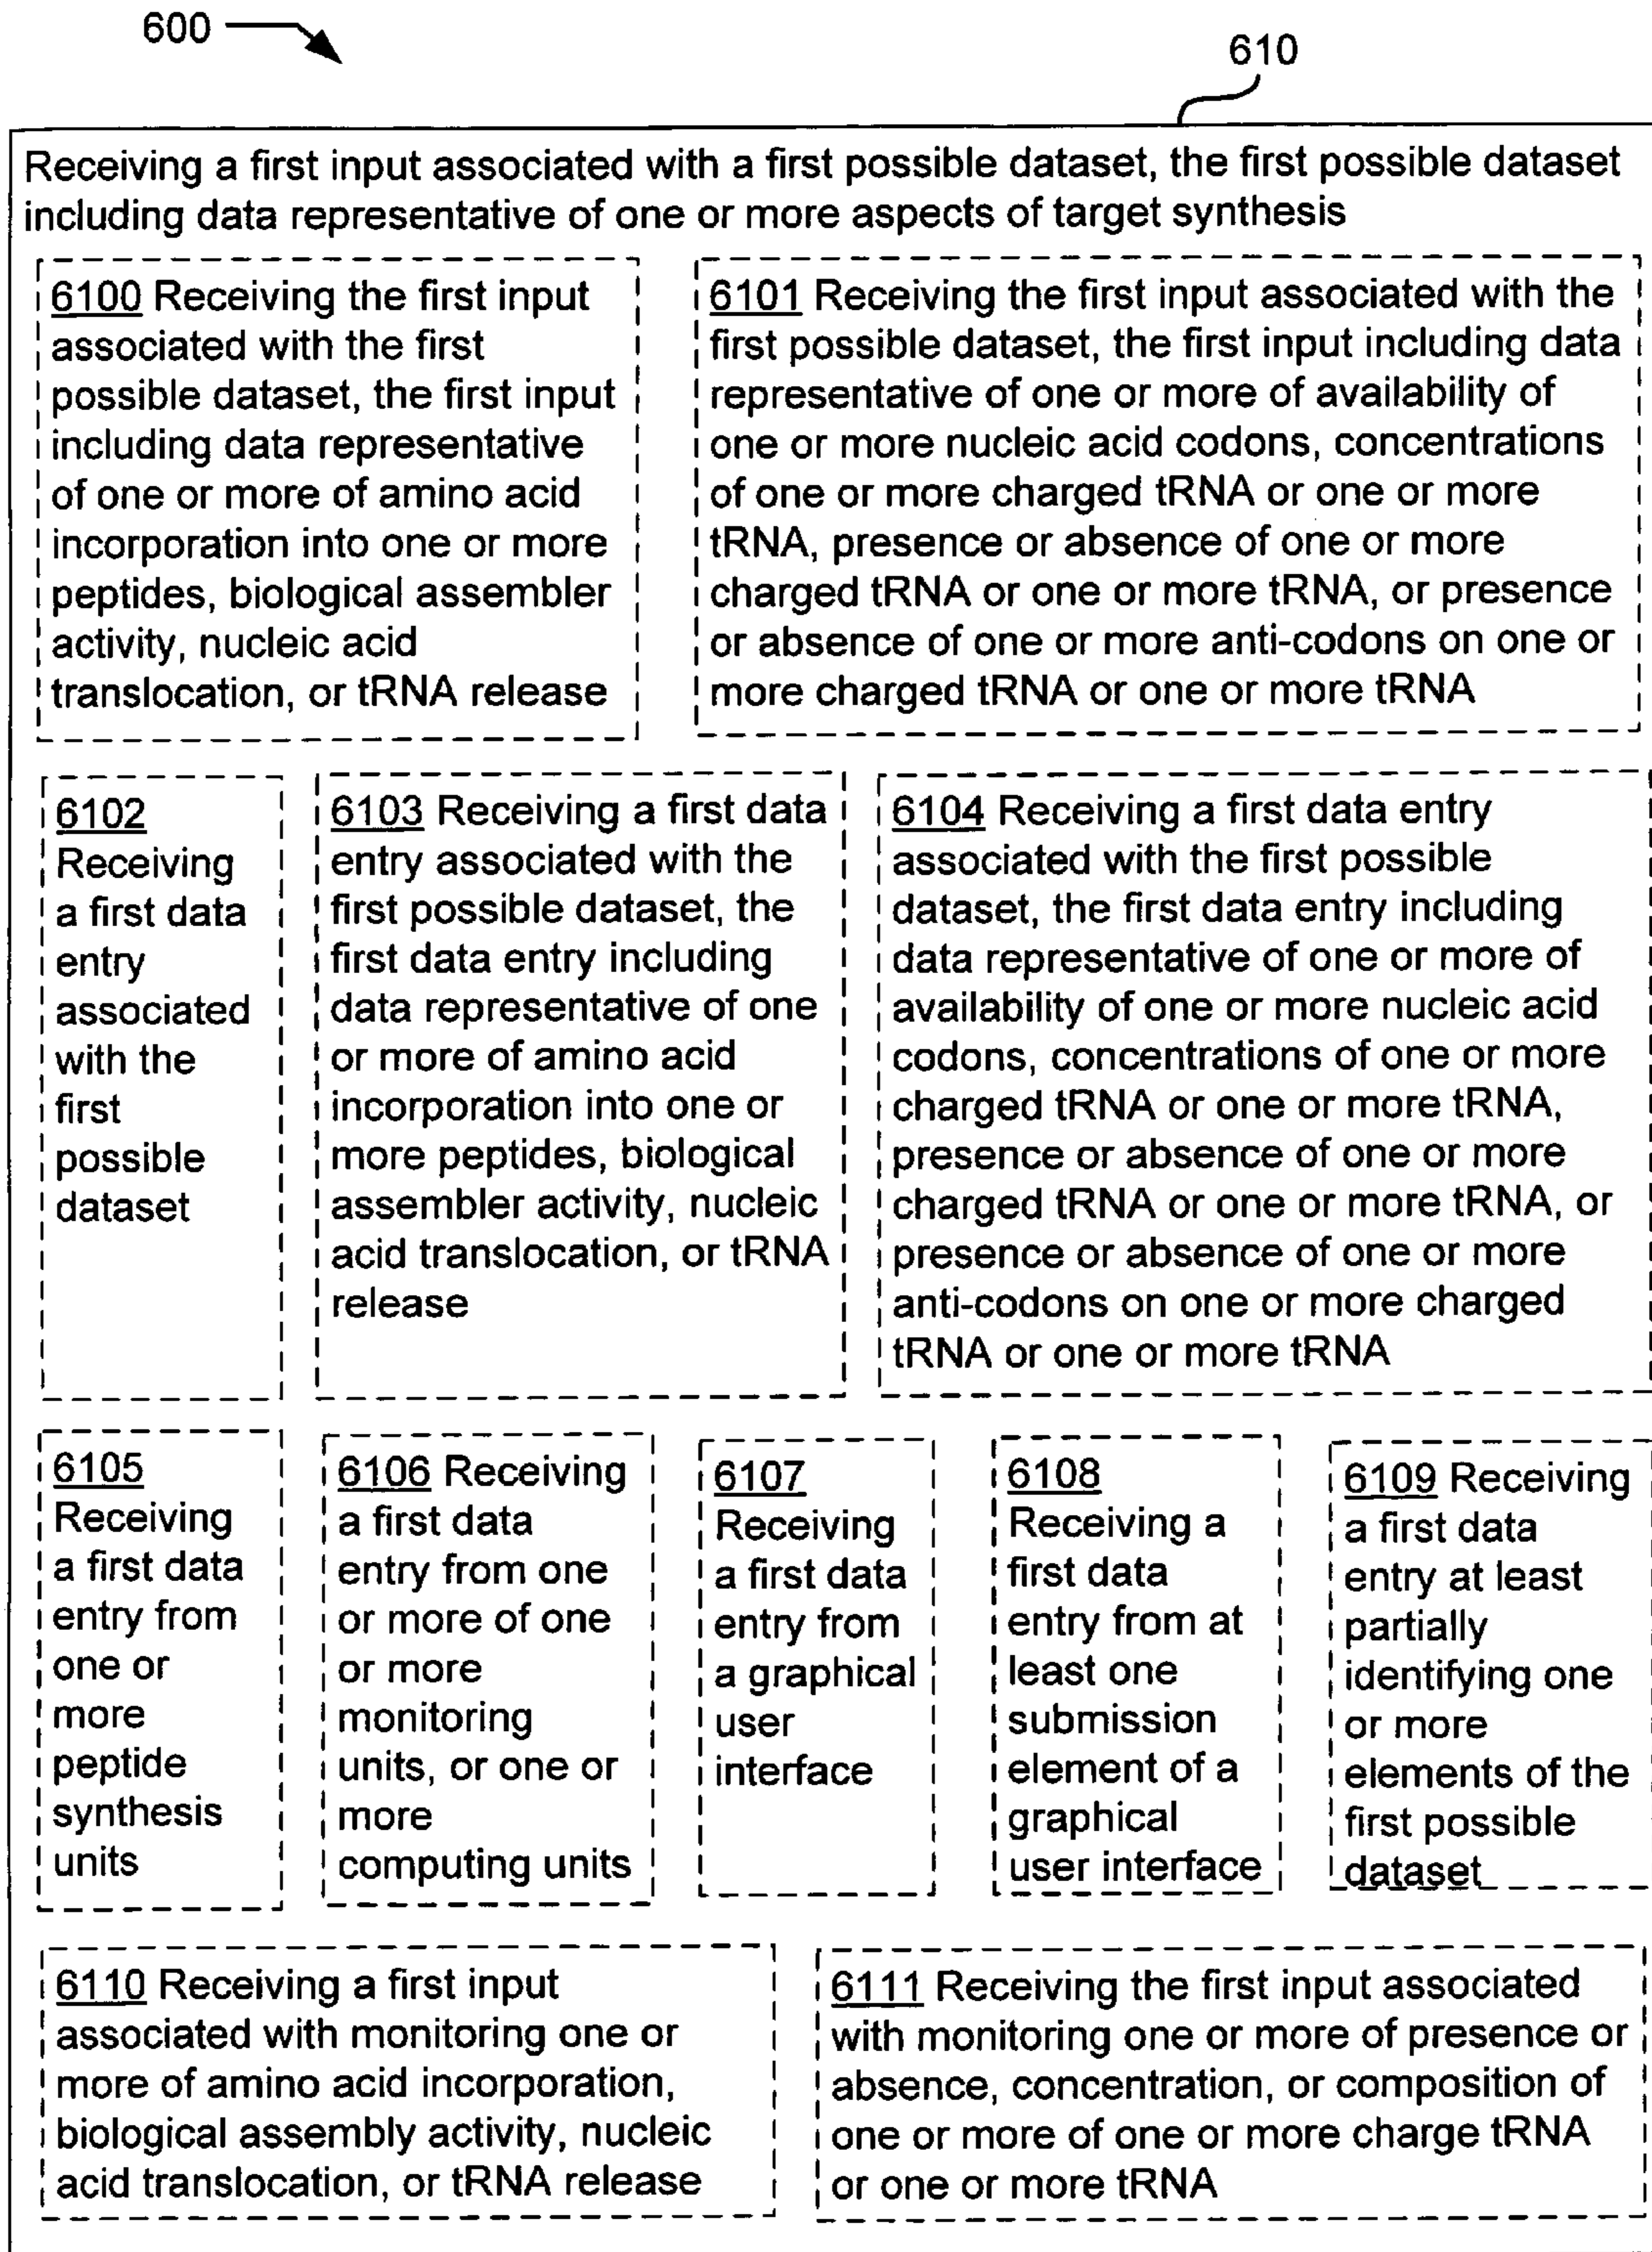 600
610
Receiving a first input associated with a first possible dataset, the first possible dataset
including data representative of one or more aspects of target synthesis
6100 Receiving the first input
associated with the first
possible dataset, the first input
including data representative
of one or more of amino acid
incorporation into one or more
peptides, biological assembler
activity, nucleic acid
translocation, or tRNA release
6101 Receiving the first input associated with the
first possible dataset, the first input including data
representative of one or more of availability of
one or more nucleic acid codons, concentrations
of one or more charged tRNA or one or more
tRNA, presence or absence of one or more
charged tRNA or one or more tRNA, or presence
or absence of one or more anti-codons on one or
more charged tRNA or one or more tRNA
6102
Receiving
a first data
entry
associated
with the
first
possible
dataset
6103 Receiving a first data
entry associated with the
first possible dataset, the
first data entry including
data representative of one
or more of amino acid
incorporation into one or
more peptides, biological
assembler activity, nucleic
acid translocation, or tRNA
release
6104 Receiving a first data entry
associated with the first possible
dataset, the first data entry including
data representative of one or more of
availability of one or more nucleic acid
codons, concentrations of one or more
charged tRNA or one or more tRNA,
presence or absence of one or more
charged tRNA or one or more tRNA, or
presence or absence of one or more
anti-codons on one or more charged
tRNA or one or more tRNA
6105
Receiving
a first data
entry from
one or
more
peptide
synthesis
units
6106 Receiving
a first data
entry from one
or more of one
or more
monitoring
units, or one or
more
computing units
6107
Receiving
a first data
entry from
a graphical
user
interface
6108
Receiving a
first data
entry from at
least one
submission
element of a
graphical
user interface
6109 Receiving
a first data
entry at least
partially
identifying one
or more
elements of the
first possible
dataset
6110 Receiving a first input
associated with monitoring one or
more of amino acid incorporation,
biological assembly activity, nucleic
acid translocation, or tRNA release
6111 Receiving the first input associated
with monitoring one or more of presence or
absence, concentration, or composition of
one or more of one or more charge tRNA
or one or more tRNA